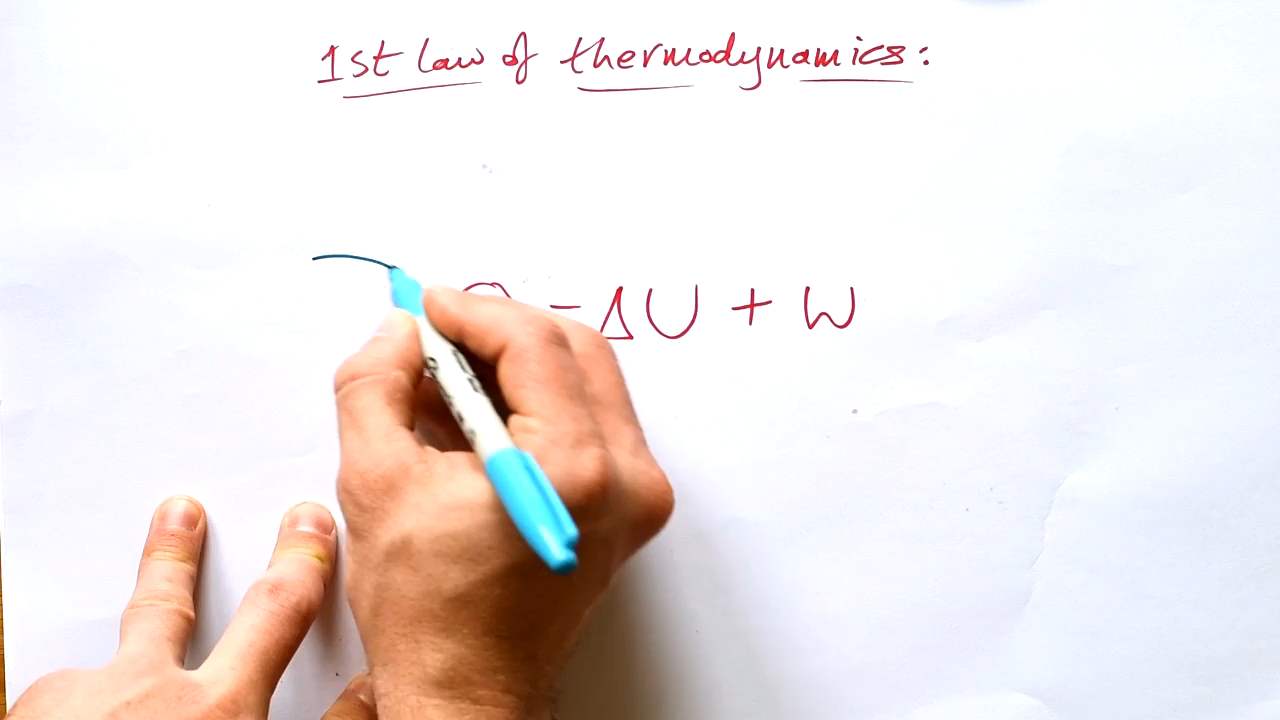 1st law of thermodynamics:
= ΔU + W